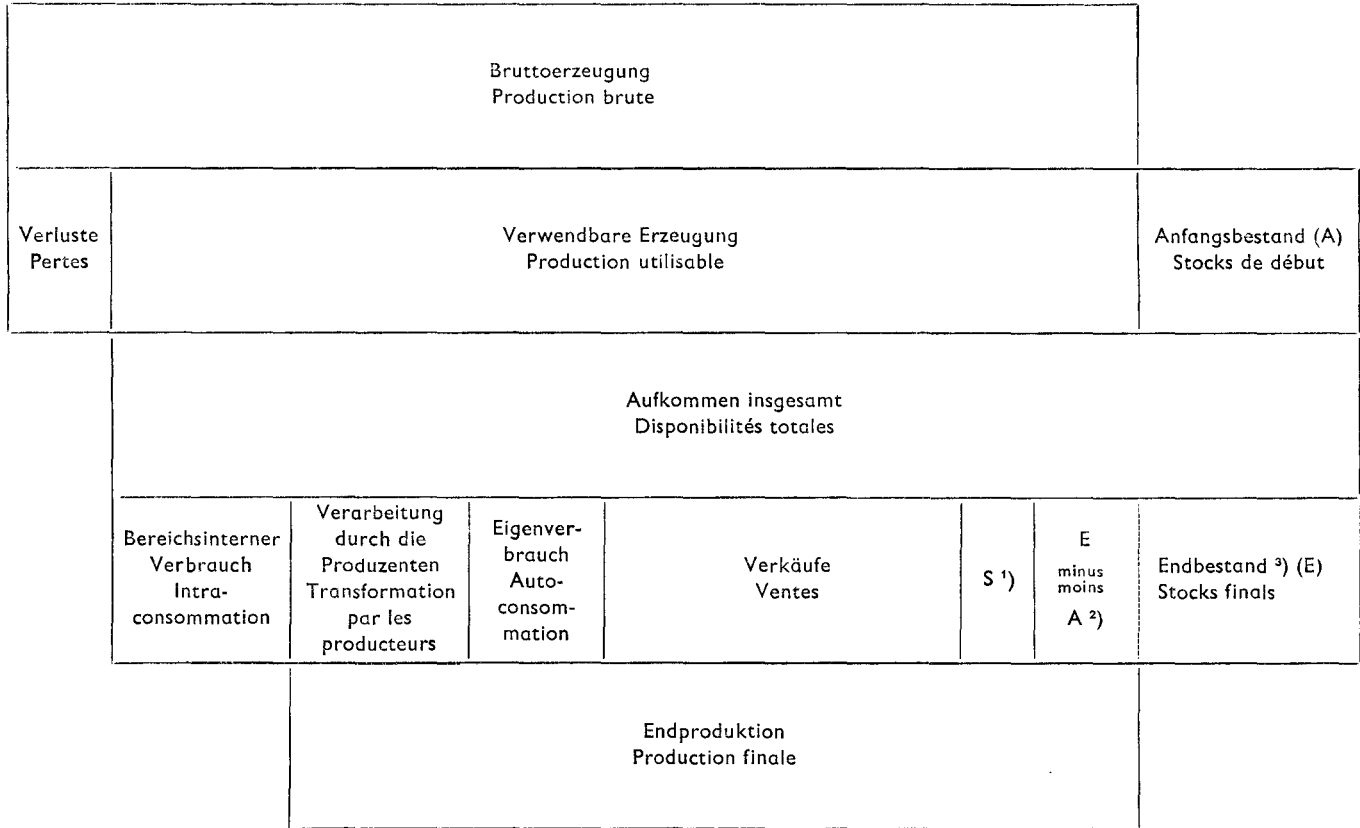 Bruttoerzeugung
Production brute
Verluste
Pertes
Verwendbare Erzeugung
Production utilisable
Anfangsbestand (A)
Stocks de début
Aufkommen insgesamt
Disponibilités totales
Bereichsinterner
Verbrauch
Intra-
consommation
Verarbeitung
durch die
Produzenten
Transformation
par les
producteurs
Eigenver-
brauch
Auto-
consom-
mation
Verkäufe
Ventes
S ¹)
E
minus
moins
A ²)
Endbestand ³) (E)
Stocks finals
Endproduktion
Production finale